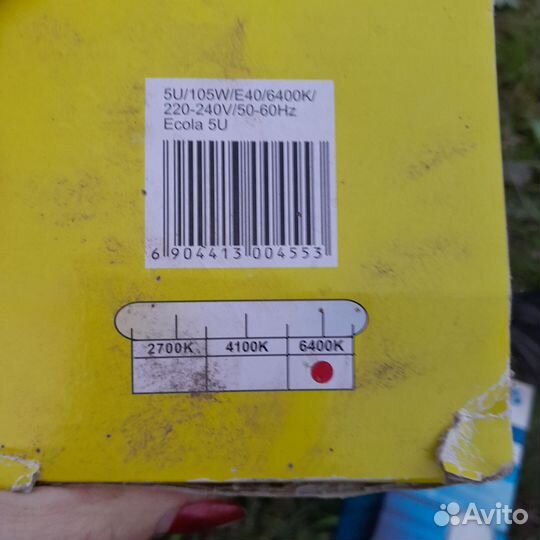 5U/105W/E40/6400K/
220-240V/50-60Hz
Ecola 5U
6 904413 004553
2700K 4100K 6400K
Avito